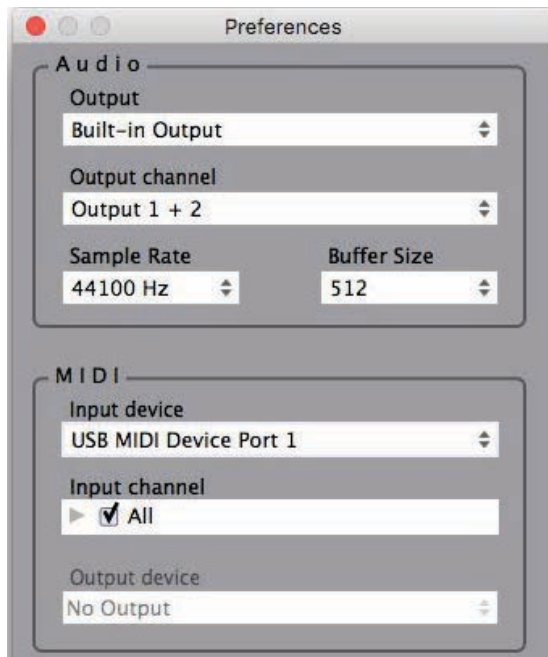 Preferences
Audio
Output
Built-in Output
Output channel
Output 1 + 2
Sample Rate
Buffer Size
44100 Hz
512
MIDI
Input device
USB MIDI Device Port 1
Input channel
All
Output device
No Output